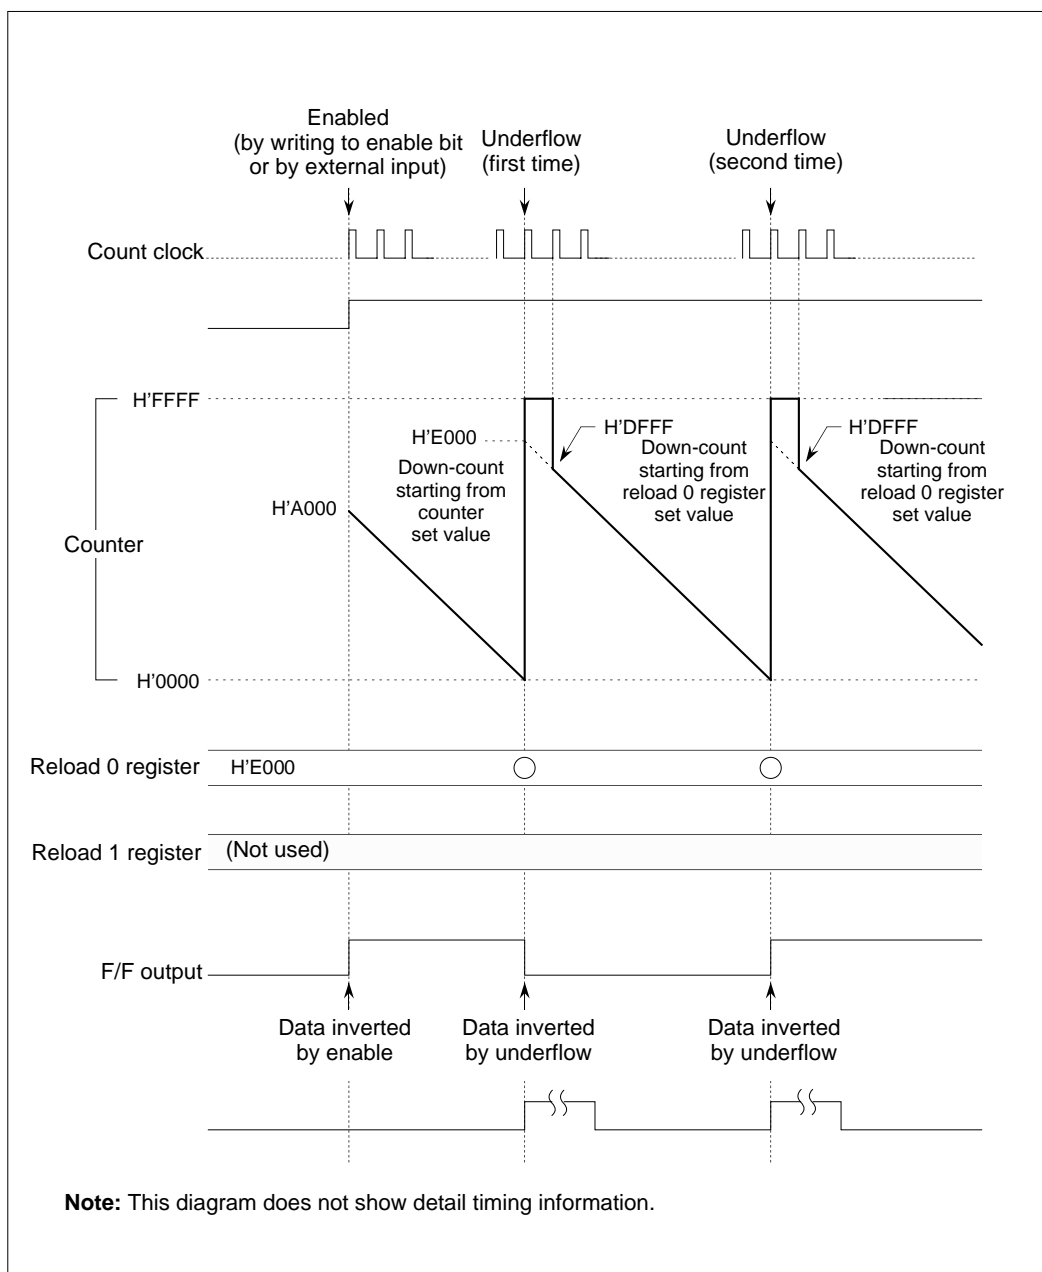 Enabled
(by writing to enable bit
or by external input)
Underflow
(first time)
Underflow
(second time)
Count clock
H'FFFF
H'E000
H'DFFF
H'DFFF
Down-count
starting from
counter
set value
Down-count
starting from
reload 0 register
set value
Down-count
starting from
reload 0 register
set value
H'A000
Counter
H'0000
Reload 0 register
H'E000
Reload 1 register
(Not used)
F/F output
Data inverted
by enable
Data inverted
by underflow
Data inverted
by underflow
Note: This diagram does not show detail timing information.